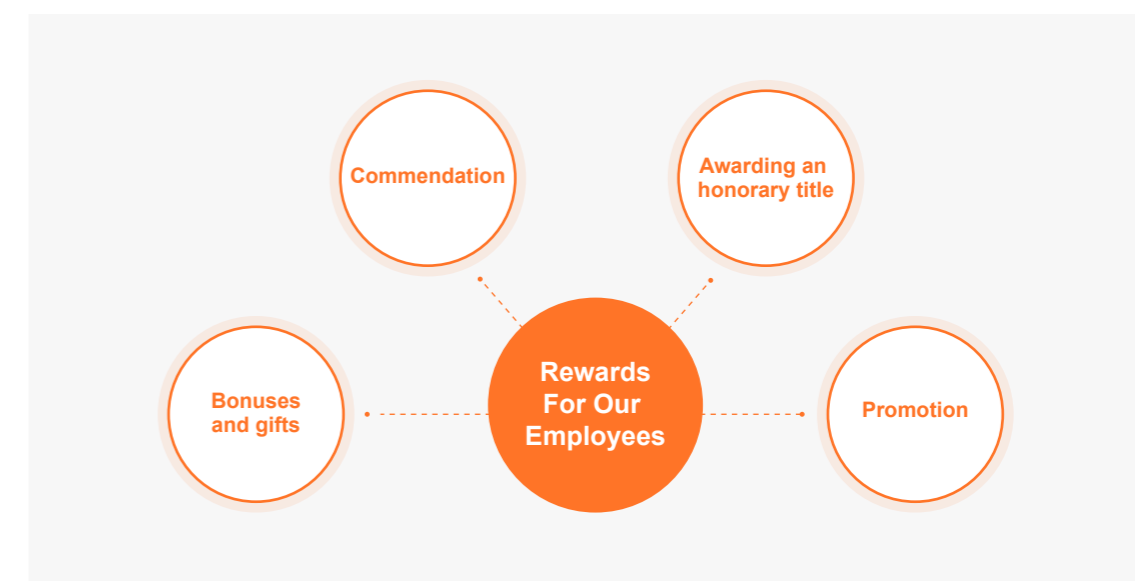 Commendation
Awarding an
honorary title
Bonuses
and gifts
Rewards
For Our
Employees
Promotion